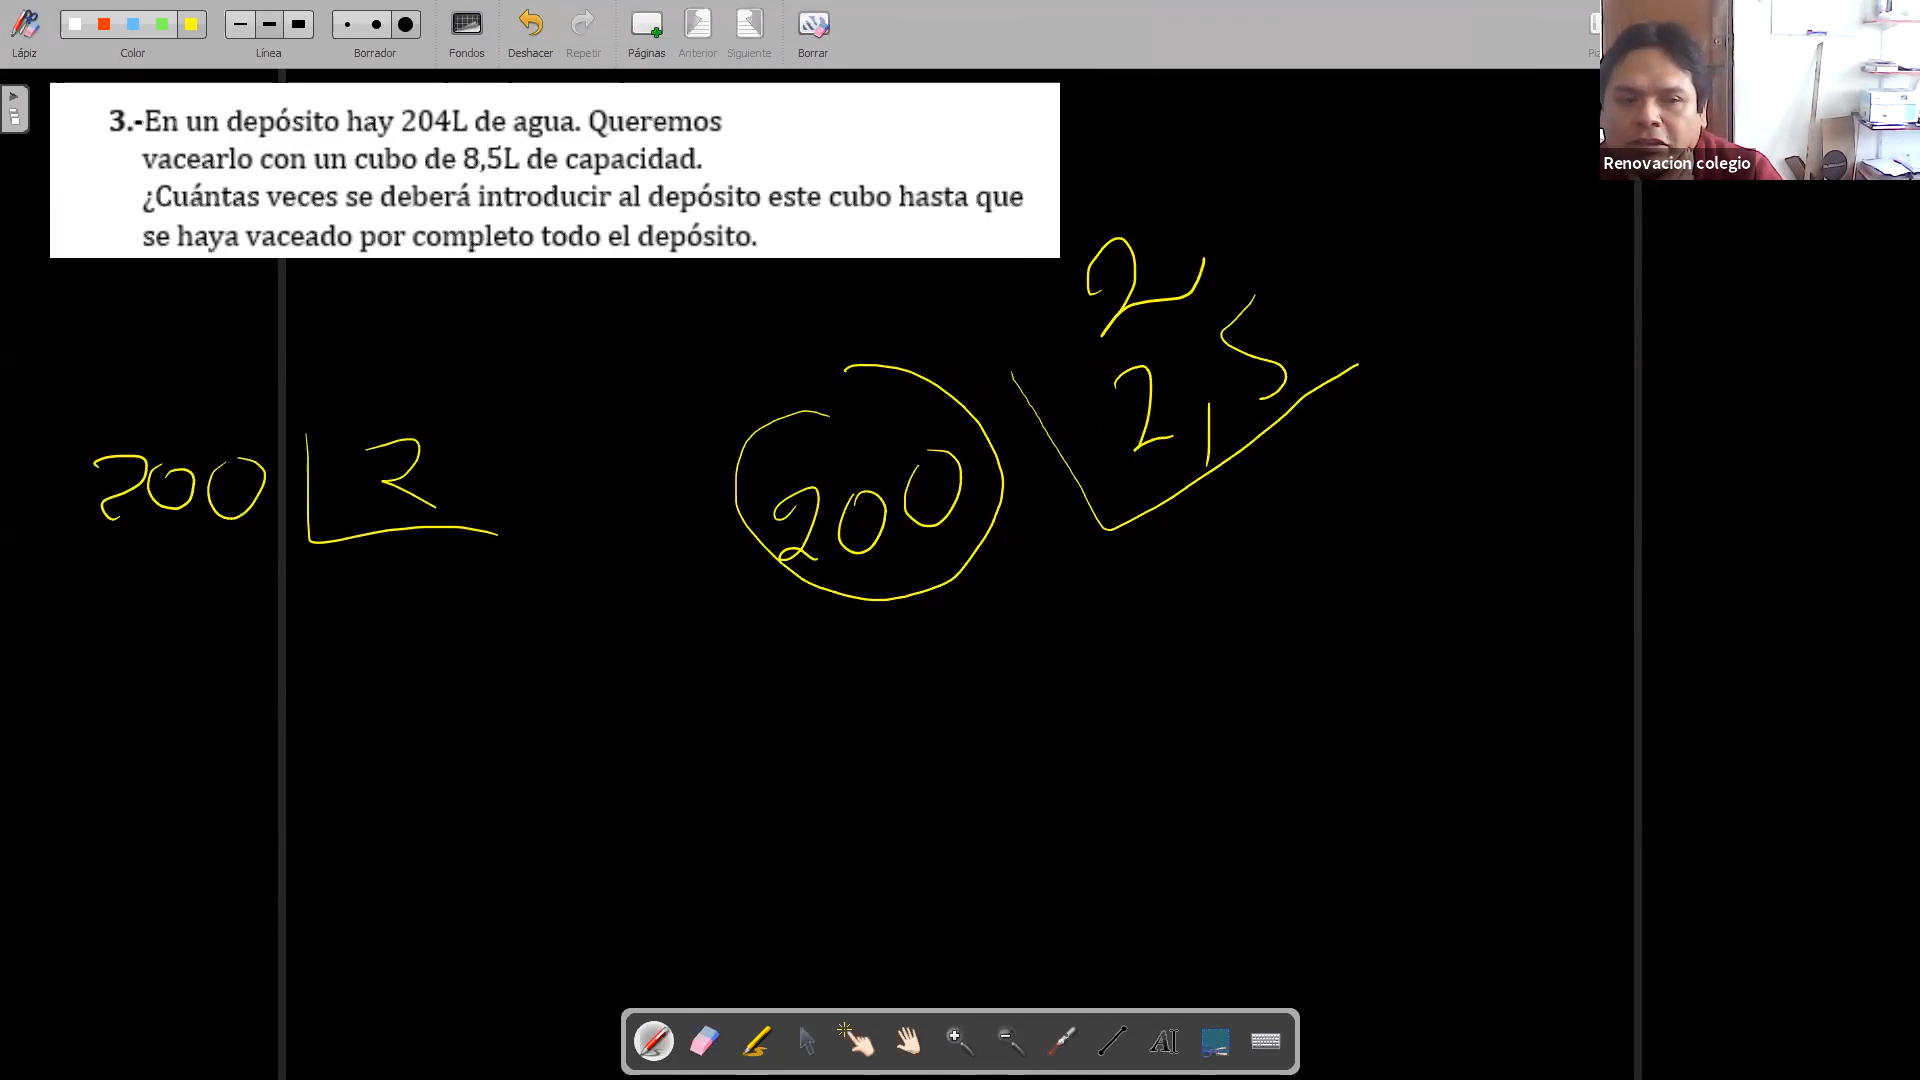 Lápiz Color Línea Borrador Fondos Deshacer Repetir Páginas Anterior Siguiente Borrar
Renovacion colegio
3.-En un depósito hay 204L de agua. Queremos
vacearlo con un cubo de 8,5L de capacidad.
¿Cuántas veces se deberá introducir al depósito este cubo hasta que
se haya vaceado por completo todo el depósito.
2
2,5
200 2
200